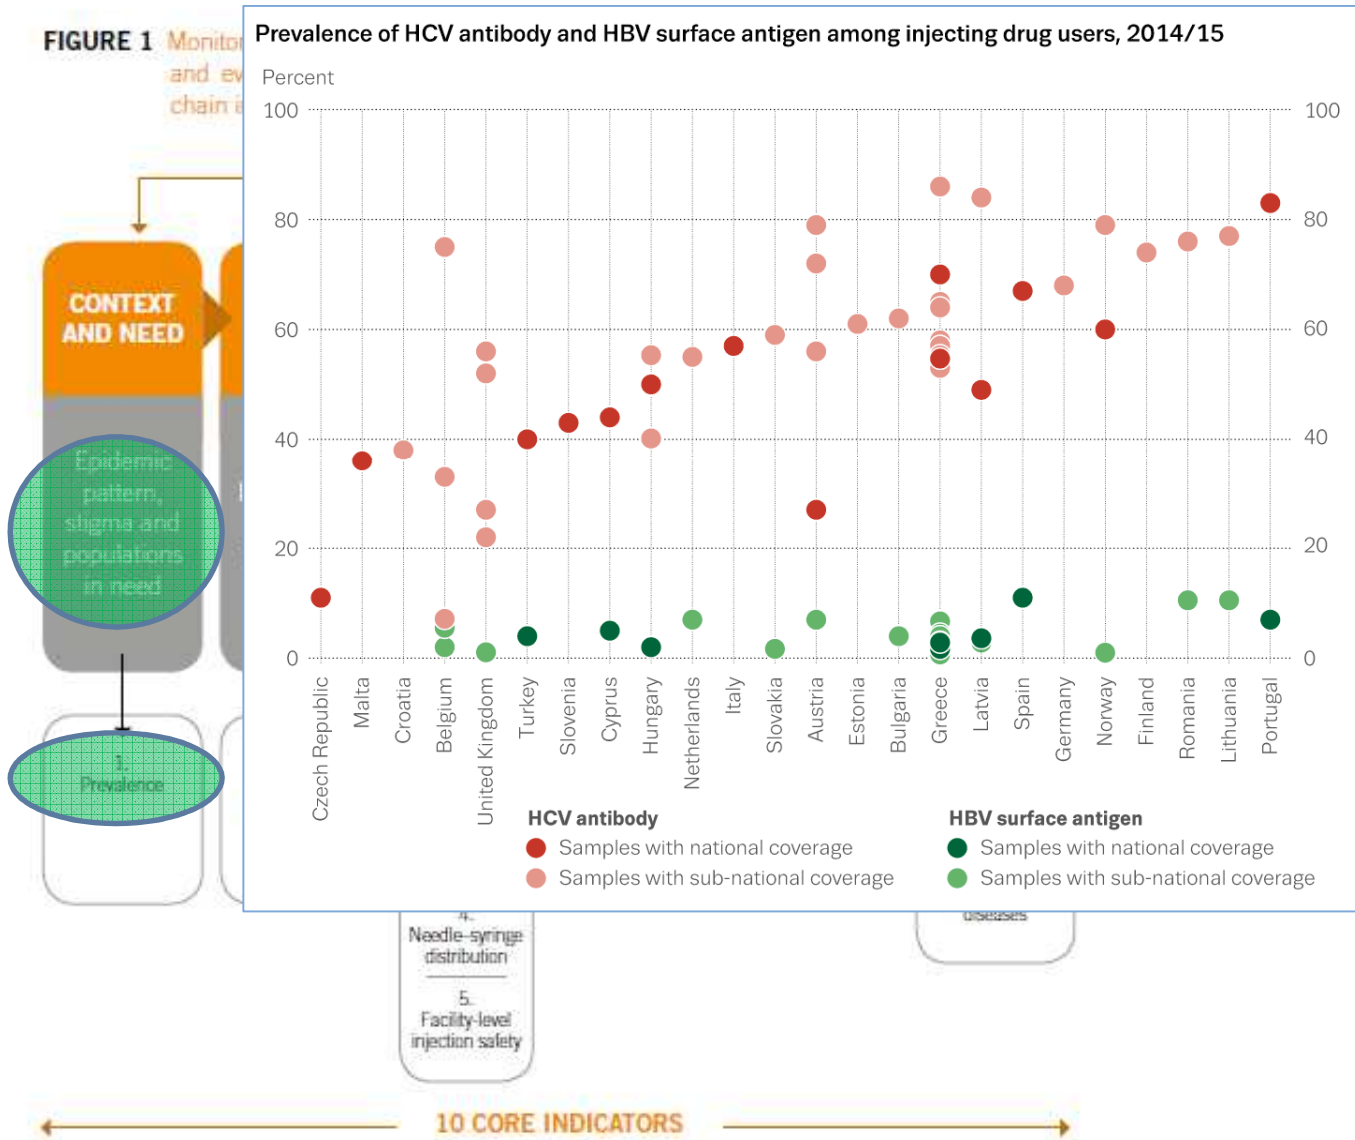 FIGURE 1 Monitor
and ev
chain a
CONTEXT
AND NEED
Epidemic
pattern,
stigma and
populations
in need
1.
Prevalence
Prevalence of HCV antibody and HBV surface antigen among injecting drug users, 2014/15
Percent
100
80
60
40
20
0
100
80
60
40
20
0
Czech Republic
Malta
Croatia
Belgium
United Kingdom
Turkey
Slovenia
Cyprus
Hungary
Netherlands
Italy
Slovakia
Austria
Estonia
Bulgaria
Greece
Latvia
Spain
Germany
Norway
Finland
Romania
Lithuania
Portugal
HCV antibody
Samples with national coverage
Samples with sub-national coverage
HBV surface antigen
Samples with national coverage
Samples with sub-national coverage
4.
Needle-syringe
distribution
5.
Facility-level
injection safety
diseases
10 CORE INDICATORS